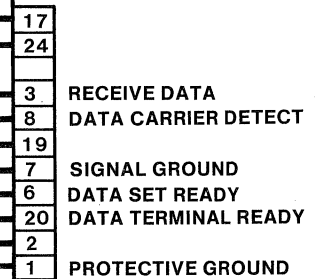 17
24
3 RECEIVE DATA
8 DATA CARRIER DETECT
19
7 SIGNAL GROUND
6 DATA SET READY
20 DATA TERMINAL READY
2
1 PROTECTIVE GROUND